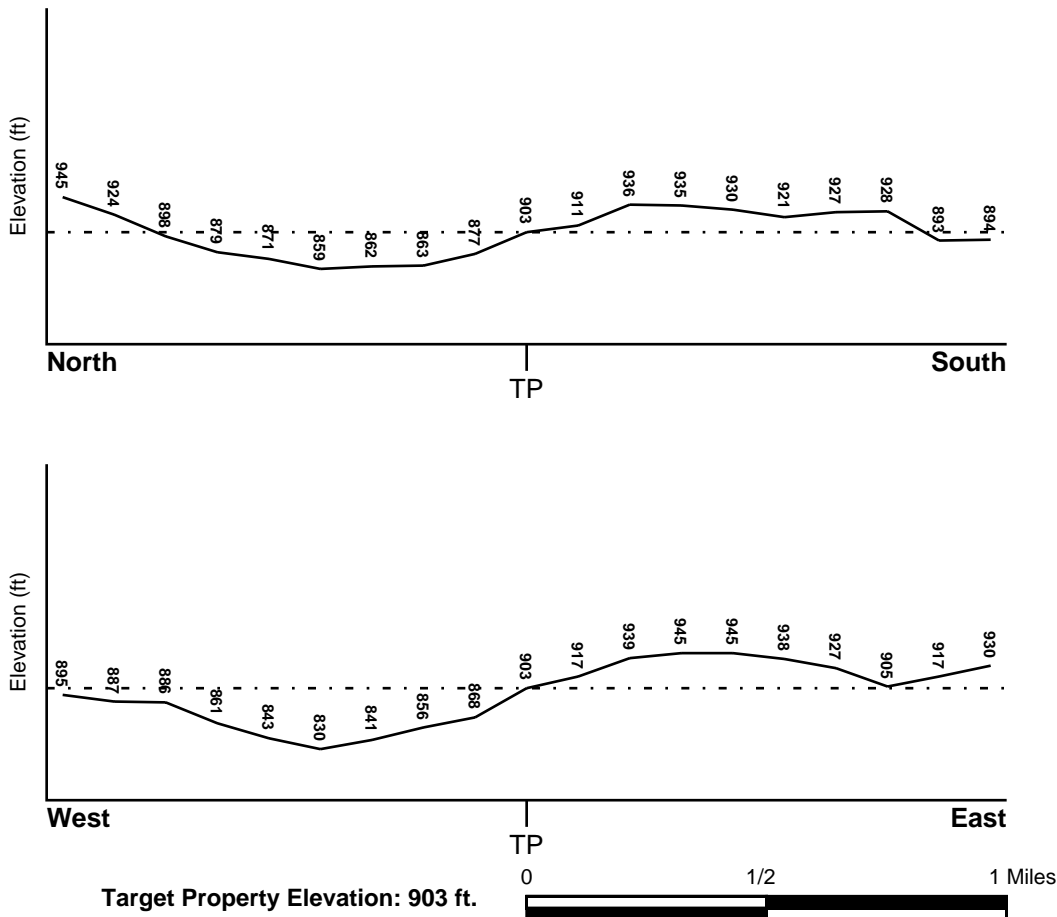 Elevation (ft)
945 924 898 879 871 859 862 863 877 903 911 936 935 930 921 927 928 893 894
North South
TP
Elevation (ft)
895 887 886 861 843 830 841 856 868 903 917 939 945 945 938 927 905 917 930
West East
TP
Target Property Elevation: 903 ft.
0 1/2 1 Miles